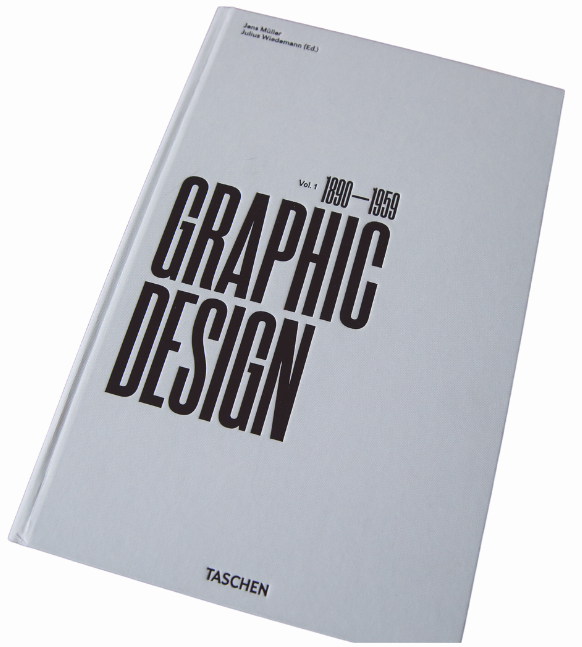 Jens Müller
Julius Wiedemann (Ed.)
Vol. 1 1890—1959
GRAPHIC
DESIGN
TASCHEN